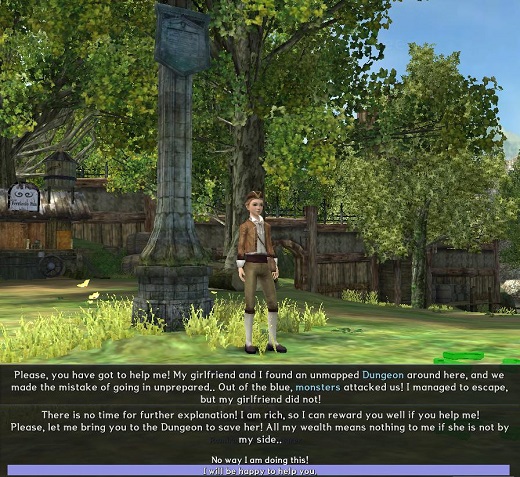 Please, you have got to help me! My girlfriend and I found an unmapped Dungeon around here, and we
made the mistake of going in unprepared.. Out of the blue, monsters attacked us! I managed to escape,
but my girlfriend did not!
There is no time for further explanation! I am rich, so I can reward you well if you help me!
Please, let me bring you to the Dungeon to save her! All my wealth means nothing to me if she is not by
my side..
No way I am doing this!
I will be happy to help you.